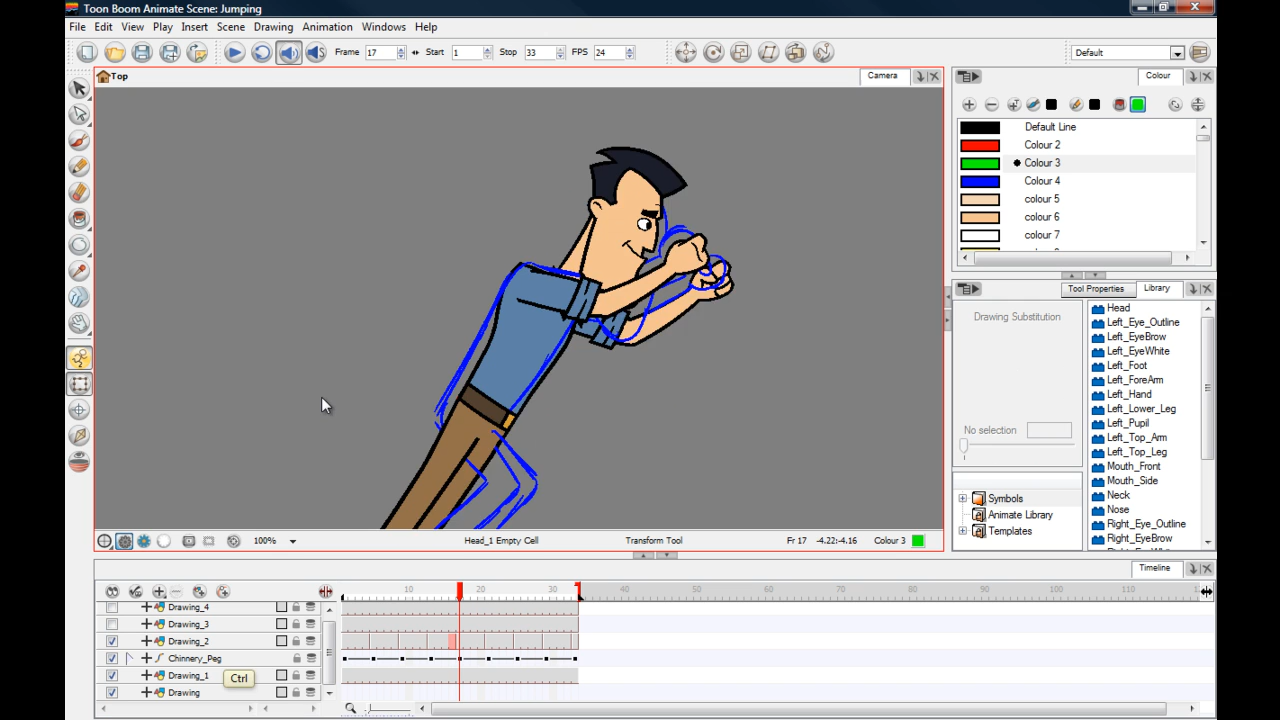 Toon Boom Animate Scene: Jumping
File Edit View Play Insert Scene Drawing Animation Windows Help
Frame 17 Start 1 Stop 33 FPS 24 Default
Top Camera Colour
Default Line
Colour 2
Colour 3
Colour 4
colour 5
colour 6
colour 7
Tool Properties Library
Drawing Substitution
No selection
Symbols
Animate Library
Templates
Head
Left_Eye_Outline
Left_EyeBrow
Left_EyeWhite
Left_Foot
Left_ForeArm
Left_Hand
Left_Lower_Leg
Left_Pupil
Left_Top_Arm
Left_Top_Leg
Mouth_Front
Mouth_Side
Neck
Nose
Right_Eye_Outline
Right_EyeBrow
100% Head_1 Empty Cell Transform Tool Fr 17 -4.22:-4.16 Colour 3
Timeline
10 20 30 40 50 60 70 80 90 100 110
Drawing_4
Drawing_3
Drawing_2
Chinnery_Peg
Drawing_1
Ctrl
Drawing